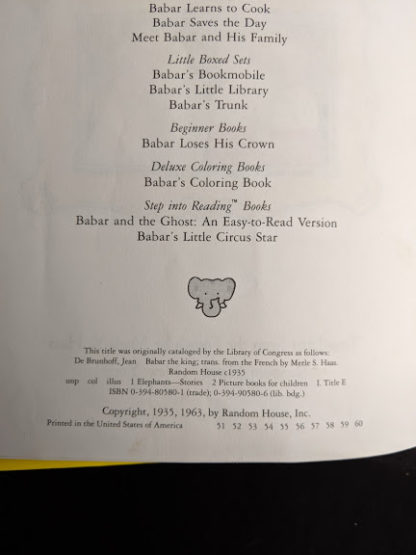 Babar Learns to Cook
Babar Saves the Day
Meet Babar and His Family
Little Boxed Sets
Babar's Bookmobile
Babar's Little Library
Babar's Trunk
Beginner Books
Babar Loses His Crown
Deluxe Coloring Books
Babar's Coloring Book
Step into Reading™ Books
Babar and the Ghost: An Easy-to-Read Version
Babar's Little Circus Star
This title was originally cataloged by the Library of Congress as follows:
De Brunhoff, Jean Babar the king; trans. from the French by Merle S. Haas.
Random House c1935
unp col illus 1 Elephants—Stories 2 Picture books for children I. Title E
ISBN 0-394-80580-1 (trade); 0-394-90580-6 (lib. bdg.)
Copyright, 1935, 1963, by Random House, Inc.
Printed in the United States of America 51 52 53 54 55 56 57 58 59 60